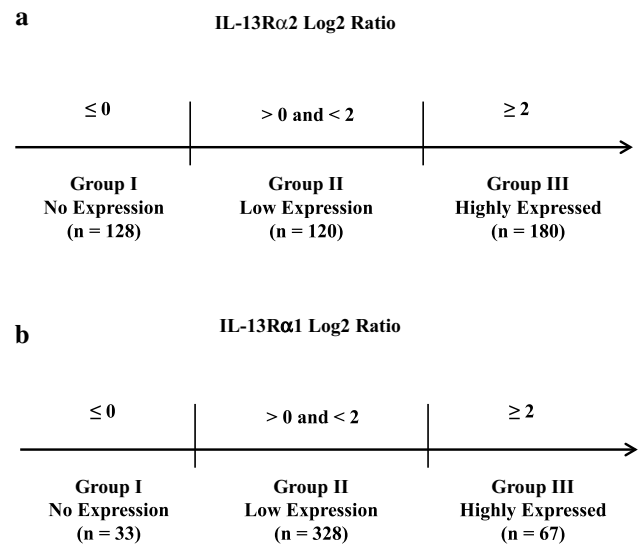 a
IL-13Rα2 Log2 Ratio
≤ 0 > 0 and < 2 ≥ 2
Group I Group II Group III
No Expression Low Expression Highly Expressed
(n = 128) (n = 120) (n = 180)
b
IL-13Rα1 Log2 Ratio
≤ 0 > 0 and < 2 ≥ 2
Group I Group II Group III
No Expression Low Expression Highly Expressed
(n = 33) (n = 328) (n = 67)